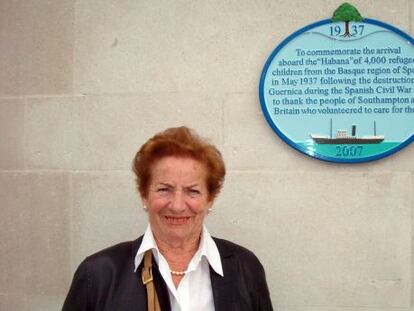 1937
To commemorate the arrival
aboard the "Habana" of 4,000 refugee
children from the Basque region of
in May 1937 following the destruction
Guernica during the Spanish Civil War
to thank the people of Southampton
Britain who volunteered to care for
2007